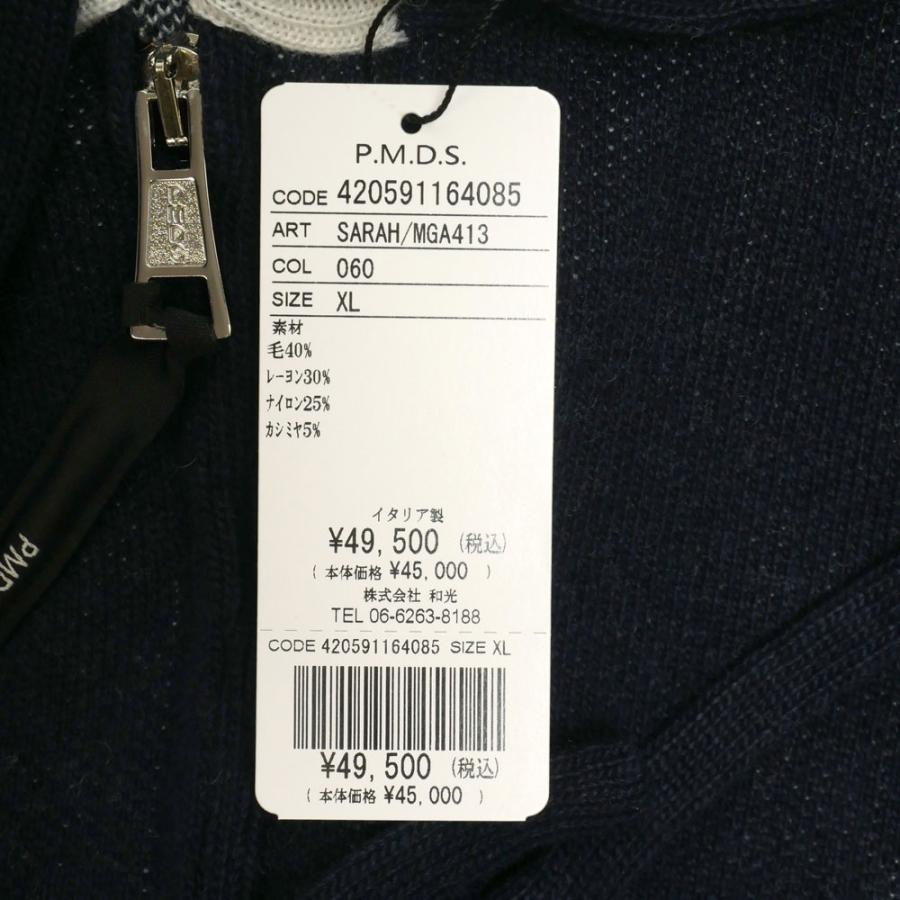 P.M.D.S.
CODE 420591164085
ART SARAH/MGA413
COL 060
SIZE XL
素材
毛40%
レーヨン30%
ナイロン25%
カシミヤ5%
イタリア製
¥49,500 (税込)
( 本体価格 ¥45,000 )
株式会社 和光
TEL 06-6263-8188
CODE 420591164085 SIZE XL
¥49,500 (税込)
( 本体価格 ¥45,000 )